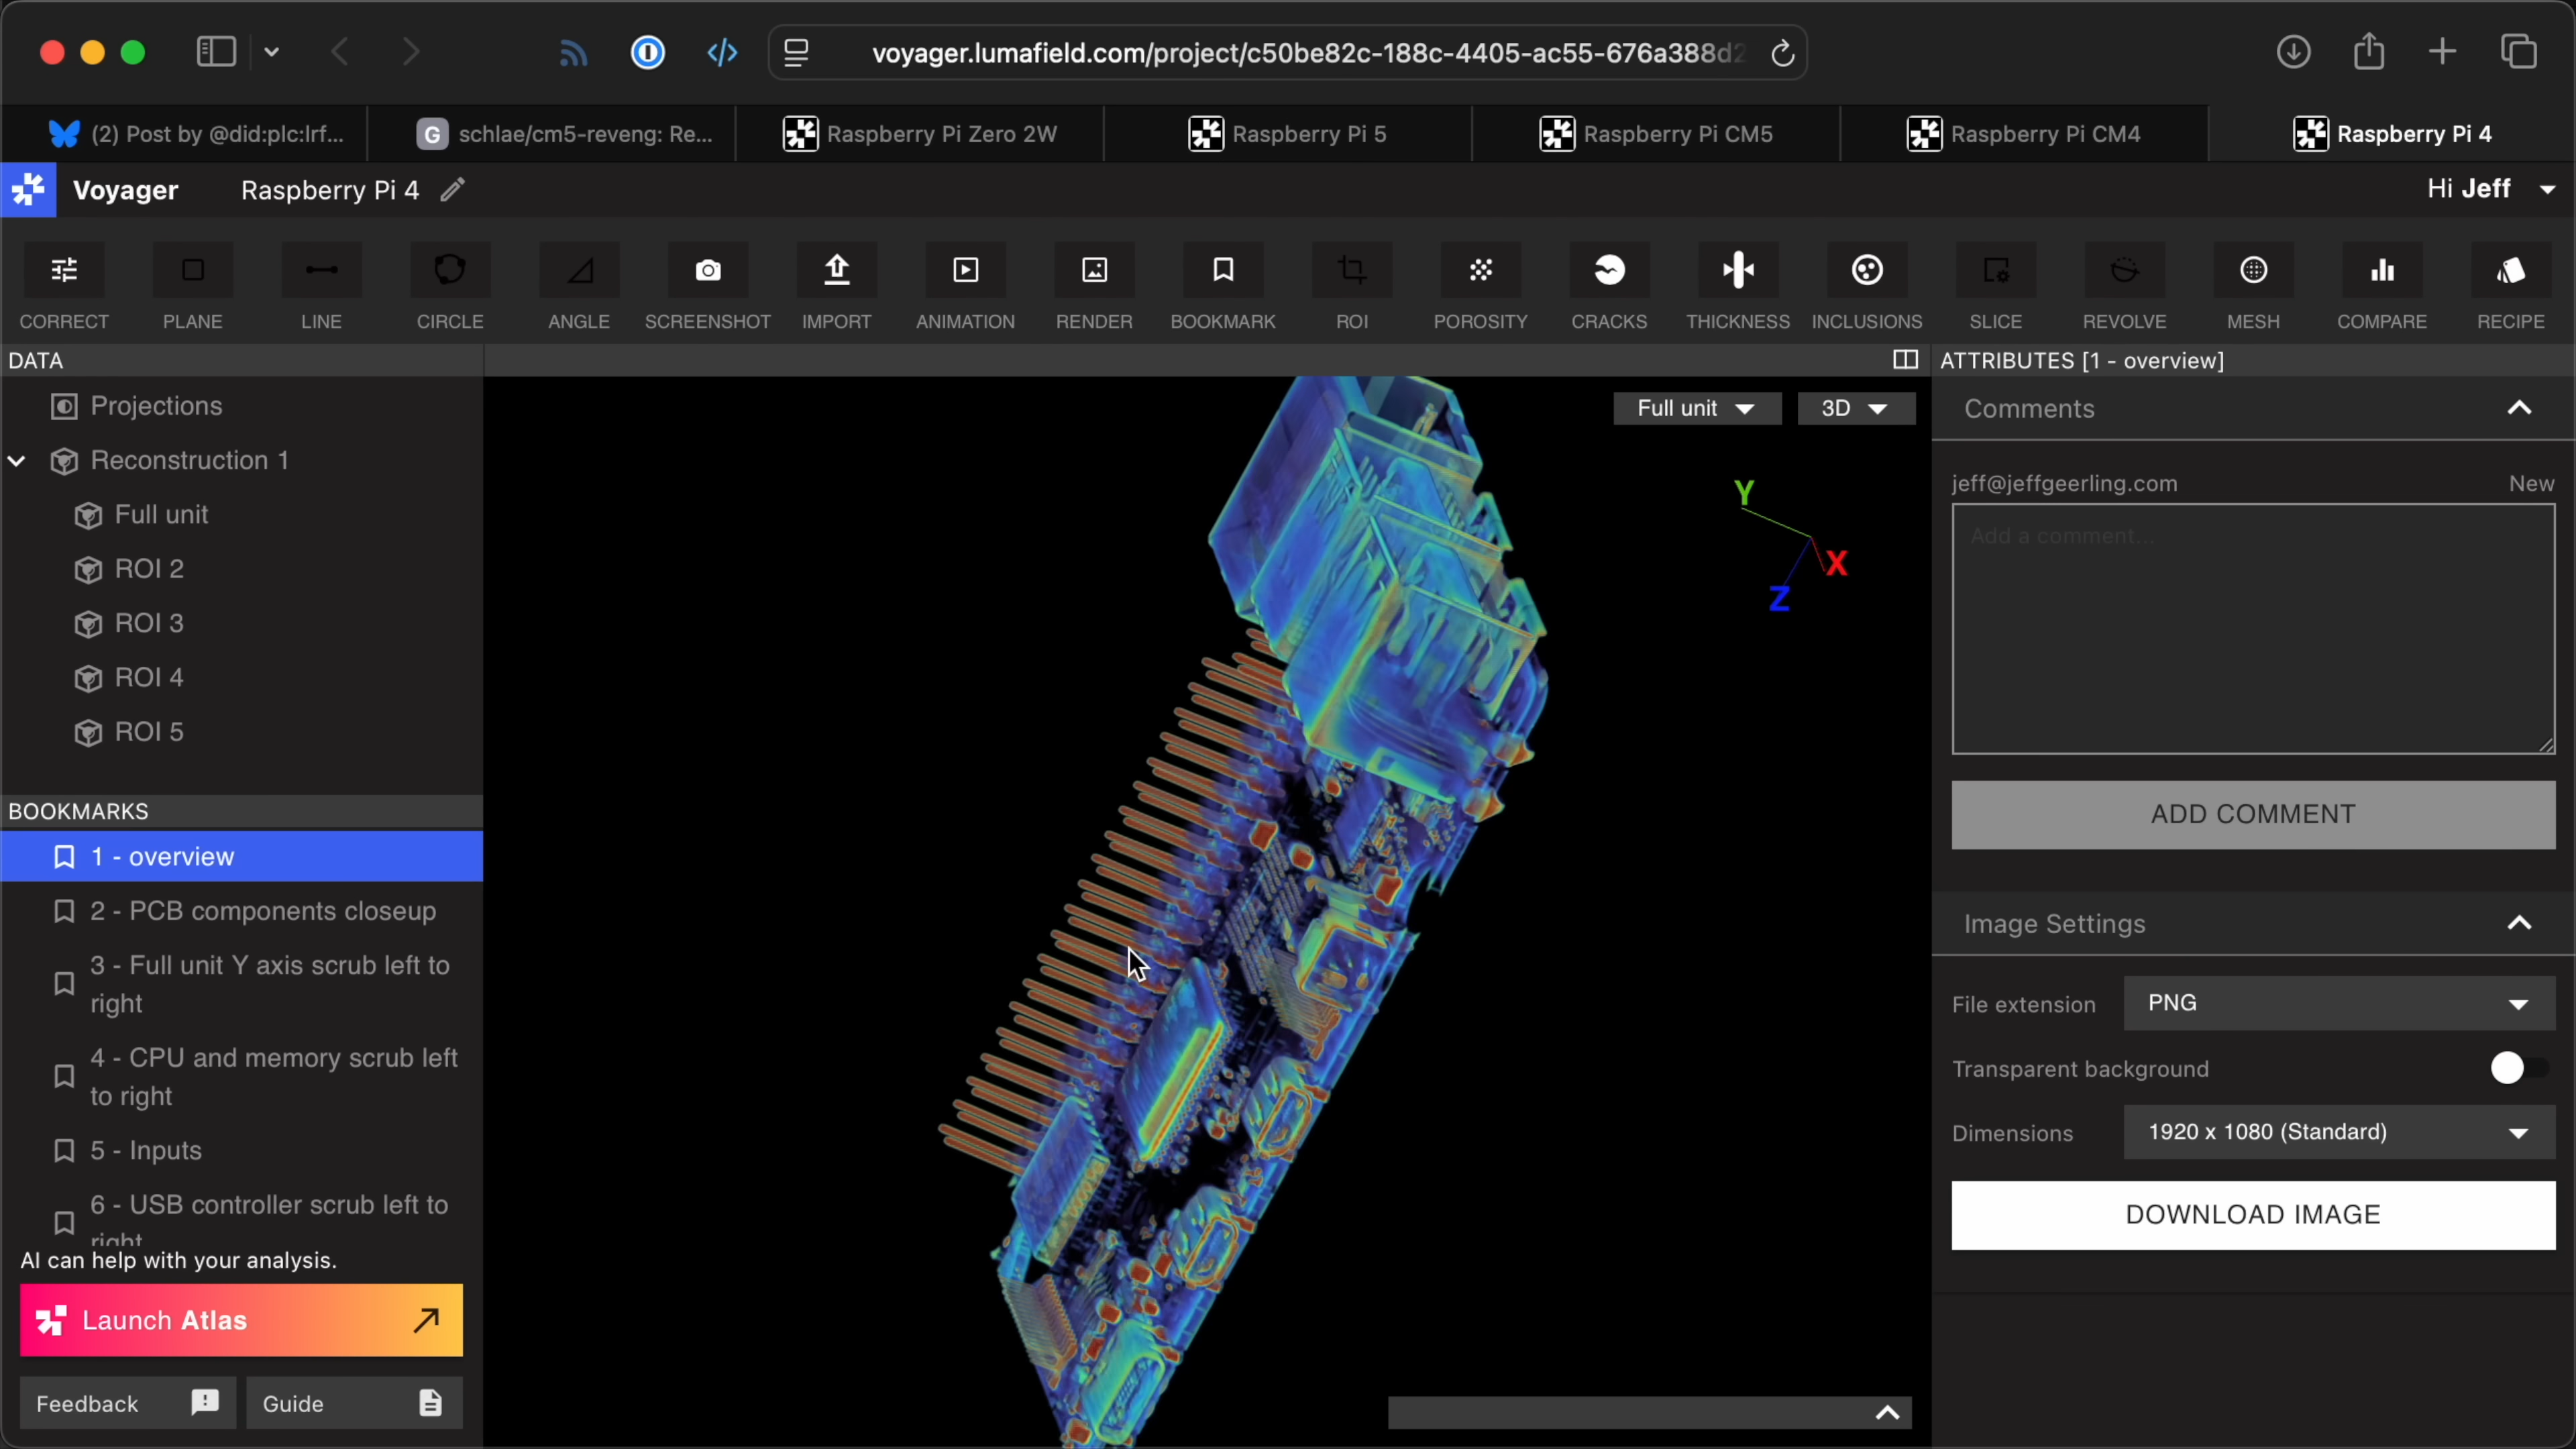 voyager.lumafield.com/project/c50be82c-188c-4405-ac55-676a388d2
(2) Post by @did:plc:lrf...
G schlae/cm5-reveng: Re...
Raspberry Pi Zero 2W
Raspberry Pi 5
Raspberry Pi CM5
Raspberry Pi CM4
Raspberry Pi 4
Voyager
Raspberry Pi 4
Hi Jeff
CORRECT
PLANE
LINE
CIRCLE
ANGLE
SCREENSHOT
IMPORT
ANIMATION
RENDER
BOOKMARK
ROI
POROSITY
CRACKS
THICKNESS
INCLUSIONS
SLICE
REVOLVE
MESH
COMPARE
RECIPE
DATA
Projections
Reconstruction 1
Full unit
ROI 2
ROI 3
ROI 4
ROI 5
BOOKMARKS
1 - overview
2 - PCB components closeup
3 - Full unit Y axis scrub left to
right
4 - CPU and memory scrub left
to right
5 - Inputs
6 - USB controller scrub left to
right
AI can help with your analysis.
Launch Atlas
Feedback
Guide
Full unit
3D
Y
X
Z
ATTRIBUTES [1 - overview]
Comments
jeff@jeffgeerling.com
New
Add a comment...
ADD COMMENT
Image Settings
File extension
PNG
Transparent background
Dimensions
1920 x 1080 (Standard)
DOWNLOAD IMAGE